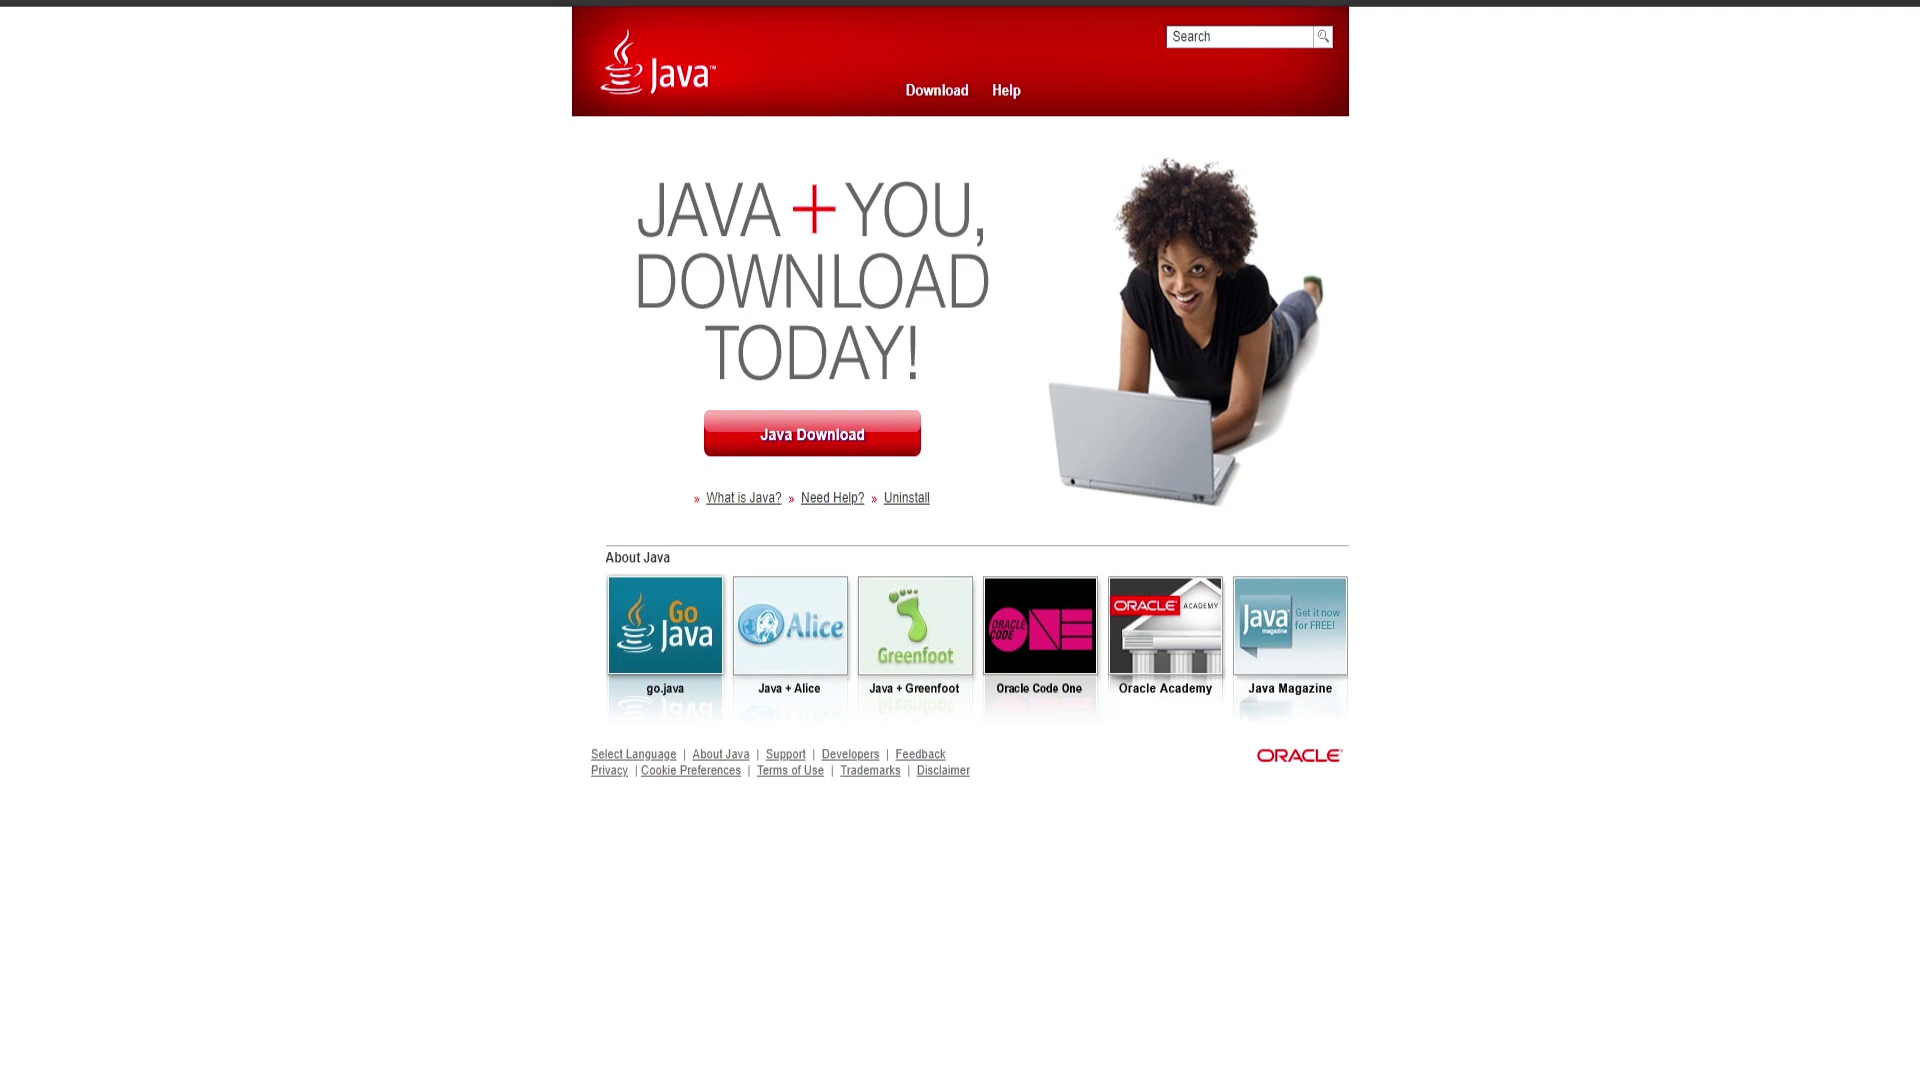 Search
Java™
Download Help
JAVA + YOU,
DOWNLOAD
TODAY!
Java Download
» What is Java? » Need Help? » Uninstall
About Java
Go
Java
Alice
Greenfoot
ORACLE
CODE
ONE
ORACLE ACADEMY
Java
magazine
Get it now
for FREE!
go.java
Java + Alice
Java + Greenfoot
Oracle Code One
Oracle Academy
Java Magazine
Select Language | About Java | Support | Developers | Feedback
Privacy | Cookie Preferences | Terms of Use | Trademarks | Disclaimer
ORACLE